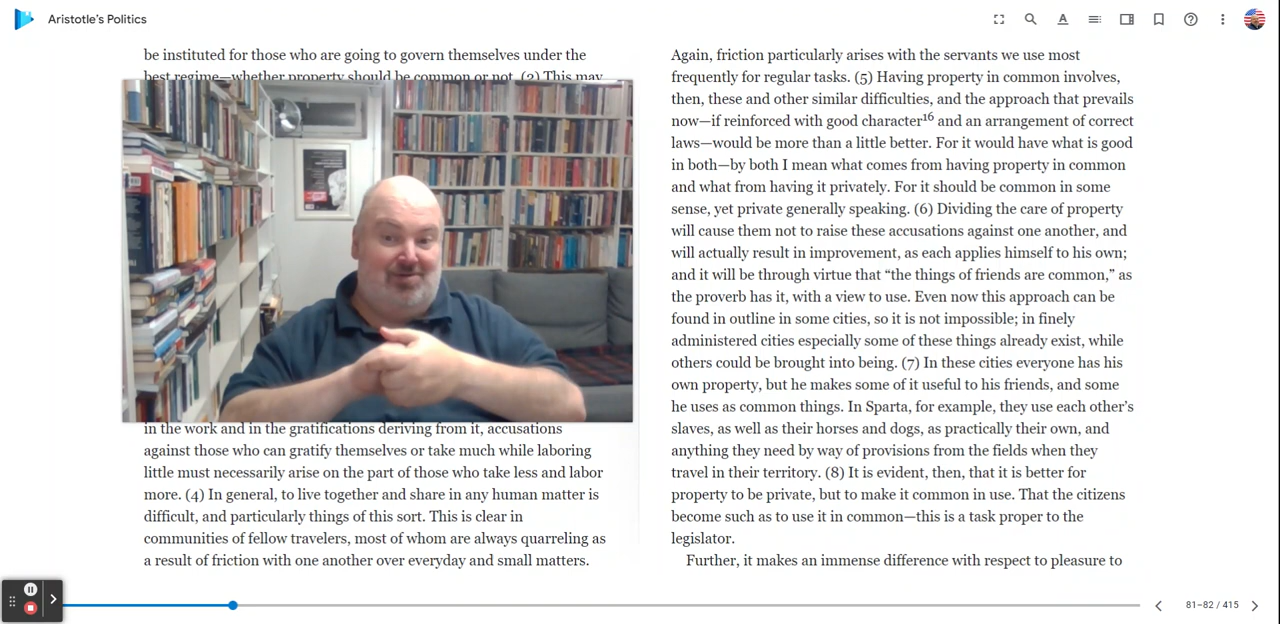 Aristotle's Politics
be instituted for those who are going to govern themselves under the
best regime—whether property should be common or not. (2) This may
in the work and in the gratifications deriving from it, accusations
against those who can gratify themselves or take much while laboring
little must necessarily arise on the part of those who take less and labor
more. (4) In general, to live together and share in any human matter is
difficult, and particularly things of this sort. This is clear in
communities of fellow travelers, most of whom are always quarreling as
a result of friction with one another over everyday and small matters.
Again, friction particularly arises with the servants we use most
frequently for regular tasks. (5) Having property in common involves,
then, these and other similar difficulties, and the approach that prevails
now—if reinforced with good character16 and an arrangement of correct
laws—would be more than a little better. For it would have what is good
in both—by both I mean what comes from having property in common
and what from having it privately. For it should be common in some
sense, yet private generally speaking. (6) Dividing the care of property
will cause them not to raise these accusations against one another, and
will actually result in improvement, as each applies himself to his own;
and it will be through virtue that “the things of friends are common,” as
the proverb has it, with a view to use. Even now this approach can be
found in outline in some cities, so it is not impossible; in finely
administered cities especially some of these things already exist, while
others could be brought into being. (7) In these cities everyone has his
own property, but he makes some of it useful to his friends, and some
he uses as common things. In Sparta, for example, they use each other's
slaves, as well as their horses and dogs, as practically their own, and
anything they need by way of provisions from the fields when they
travel in their territory. (8) It is evident, then, that it is better for
property to be private, but to make it common in use. That the citizens
become such as to use it in common—this is a task proper to the
legislator.
Further, it makes an immense difference with respect to pleasure to
81–82 / 415